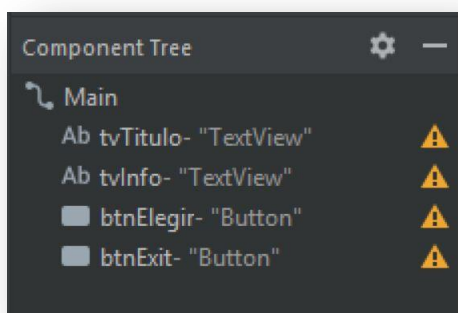 Component Tree
Main
Ab tvTitulo- "TextView"
Ab tvInfo- "TextView"
btnElegir- "Button"
btnExit- "Button"